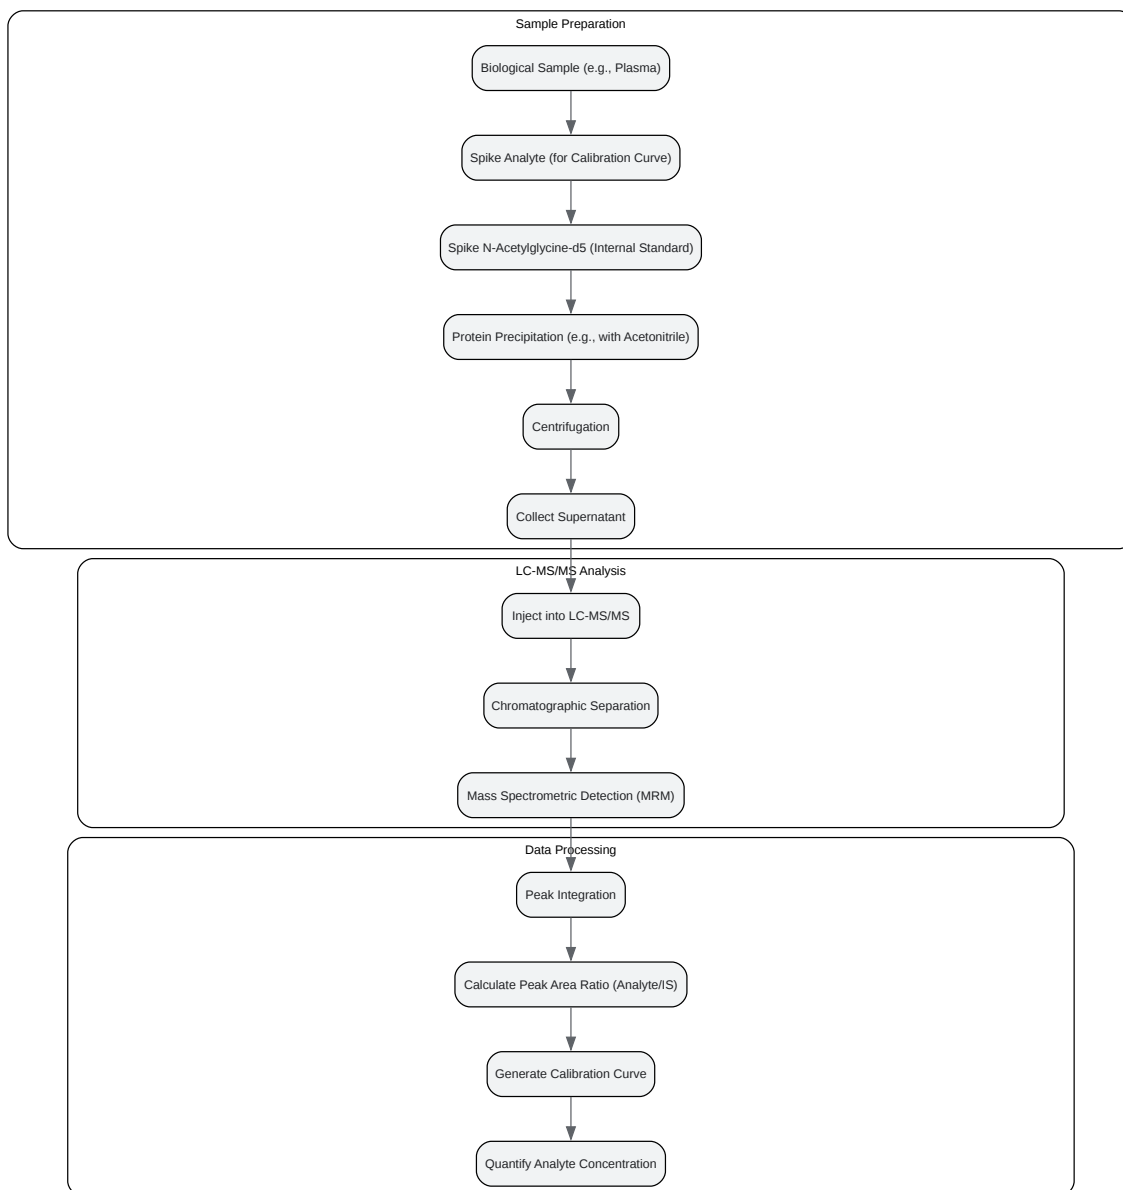 Sample Preparation
Biological Sample (e.g., Plasma)
Spike Analyte (for Calibration Curve)
Spike N-Acetylglycine-d5 (Internal Standard)
Protein Precipitation (e.g., with Acetonitrile)
Centrifugation
Collect Supernatant
LC-MS/MS Analysis
Inject into LC-MS/MS
Chromatographic Separation
Mass Spectrometric Detection (MRM)
Data Processing
Peak Integration
Calculate Peak Area Ratio (Analyte/IS)
Generate Calibration Curve
Quantify Analyte Concentration